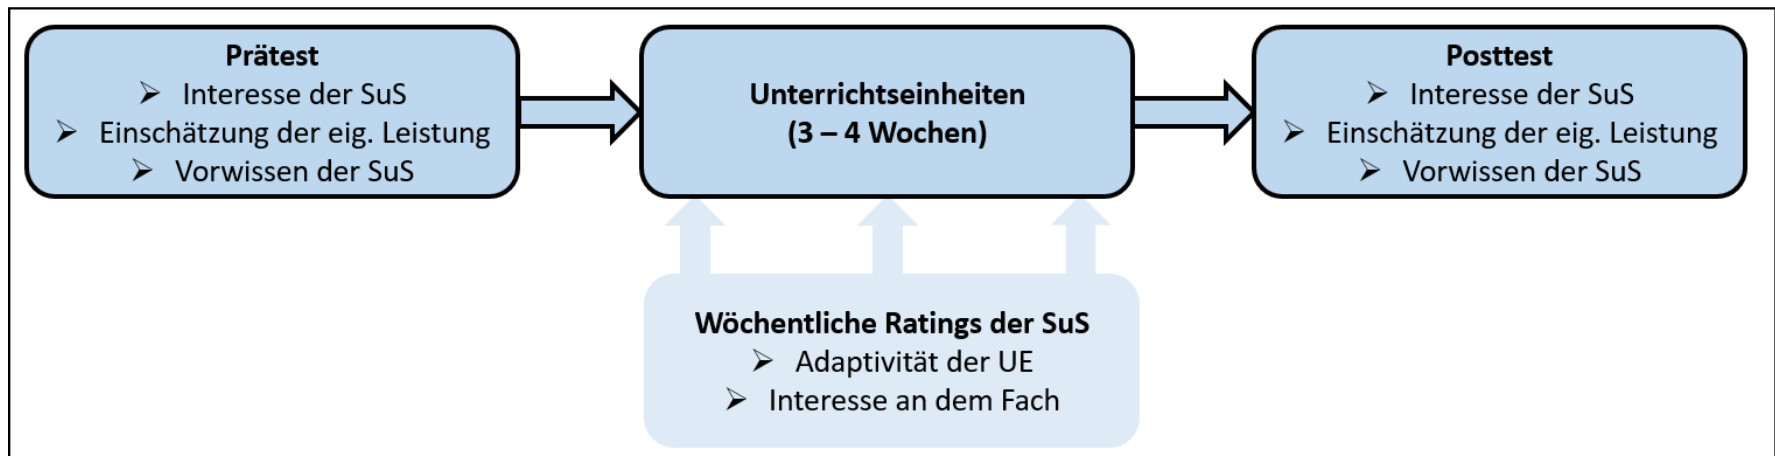 Prätest
➢ Interesse der SuS
➢ Einschätzung der eig. Leistung
➢ Vorwissen der SuS
Unterrichtseinheiten
(3 – 4 Wochen)
Posttest
➢ Interesse der SuS
➢ Einschätzung der eig. Leistung
➢ Vorwissen der SuS
Wöchentliche Ratings der SuS
➢ Adaptivität der UE
➢ Interesse an dem Fach